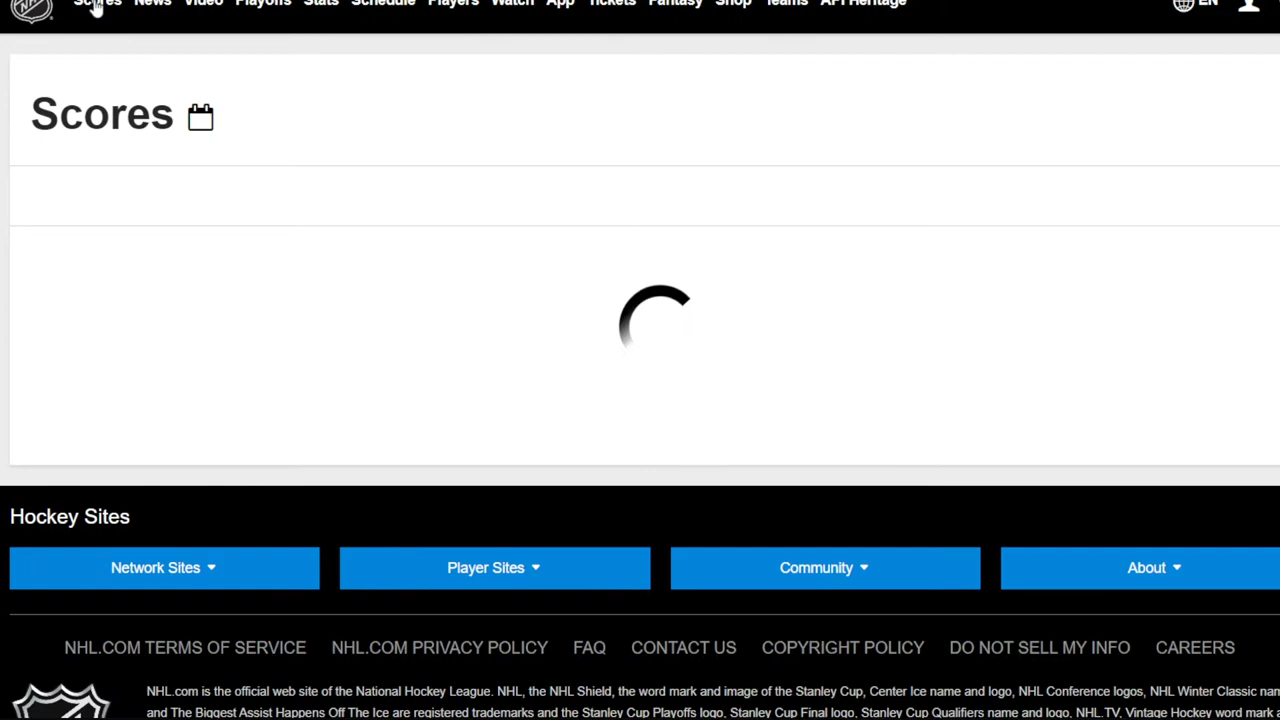 NHL
Scores News Video Playoffs Stats Schedule Players Watch App Tickets Fantasy Shop Teams API Heritage EN
Scores
Hockey Sites
Network Sites Player Sites Community About
NHL.COM TERMS OF SERVICE NHL.COM PRIVACY POLICY FAQ CONTACT US COPYRIGHT POLICY DO NOT SELL MY INFO CAREERS
NHL.com is the official web site of the National Hockey League. NHL, the NHL Shield, the word mark and image of the Stanley Cup, Center Ice name and logo, NHL Conference logos, NHL Winter Classic
and The Biggest Assist Happens Off The Ice are registered trademarks and the Stanley Cup Playoffs logo, Stanley Cup Final logo, Stanley Cup Qualifiers name and logo, NHL.TV, Vintage Hockey word mark